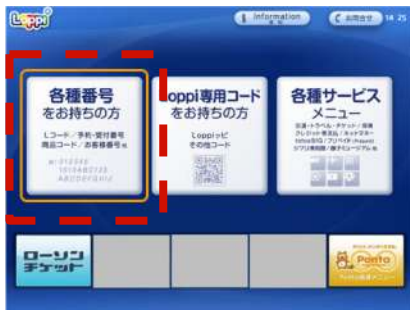 Loppi
Information
お問合せ
14 25
各種番号
をお持ちの方
Lコード／予約・受付番号
商品コード／お客様番号 他
oppi専用コード
をお持ちの方
Loppiッピ
その他コード
各種サービス
メニュー
ローソン
チケット
Ponta